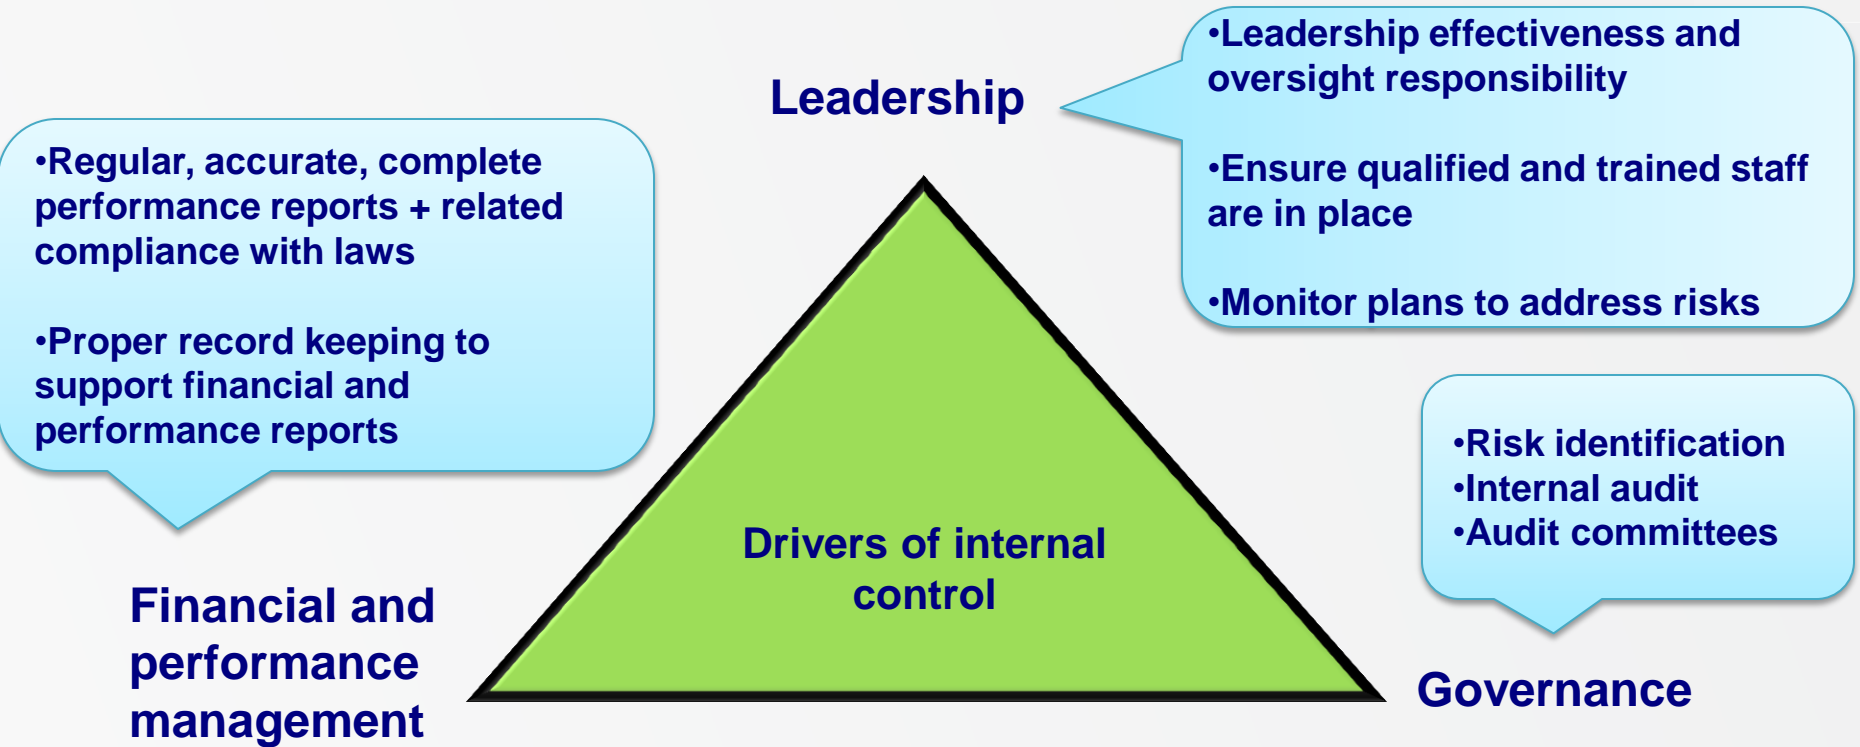 Leadership
•Leadership effectiveness and
oversight responsibility
•Ensure qualified and trained staff
are in place
•Monitor plans to address risks
•Regular, accurate, complete
performance reports + related
compliance with laws
•Proper record keeping to
support financial and
performance reports
Financial and
performance
management
Drivers of internal
control
•Risk identification
•Internal audit
•Audit committees
Governance